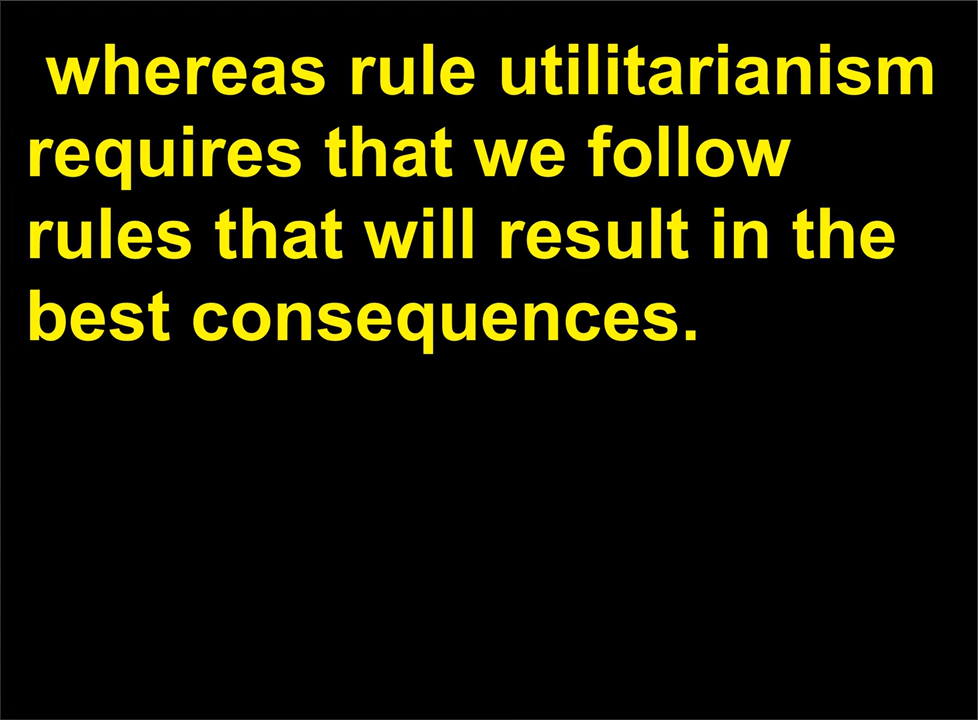 whereas rule utilitarianism
requires that we follow
rules that will result in the
best consequences.